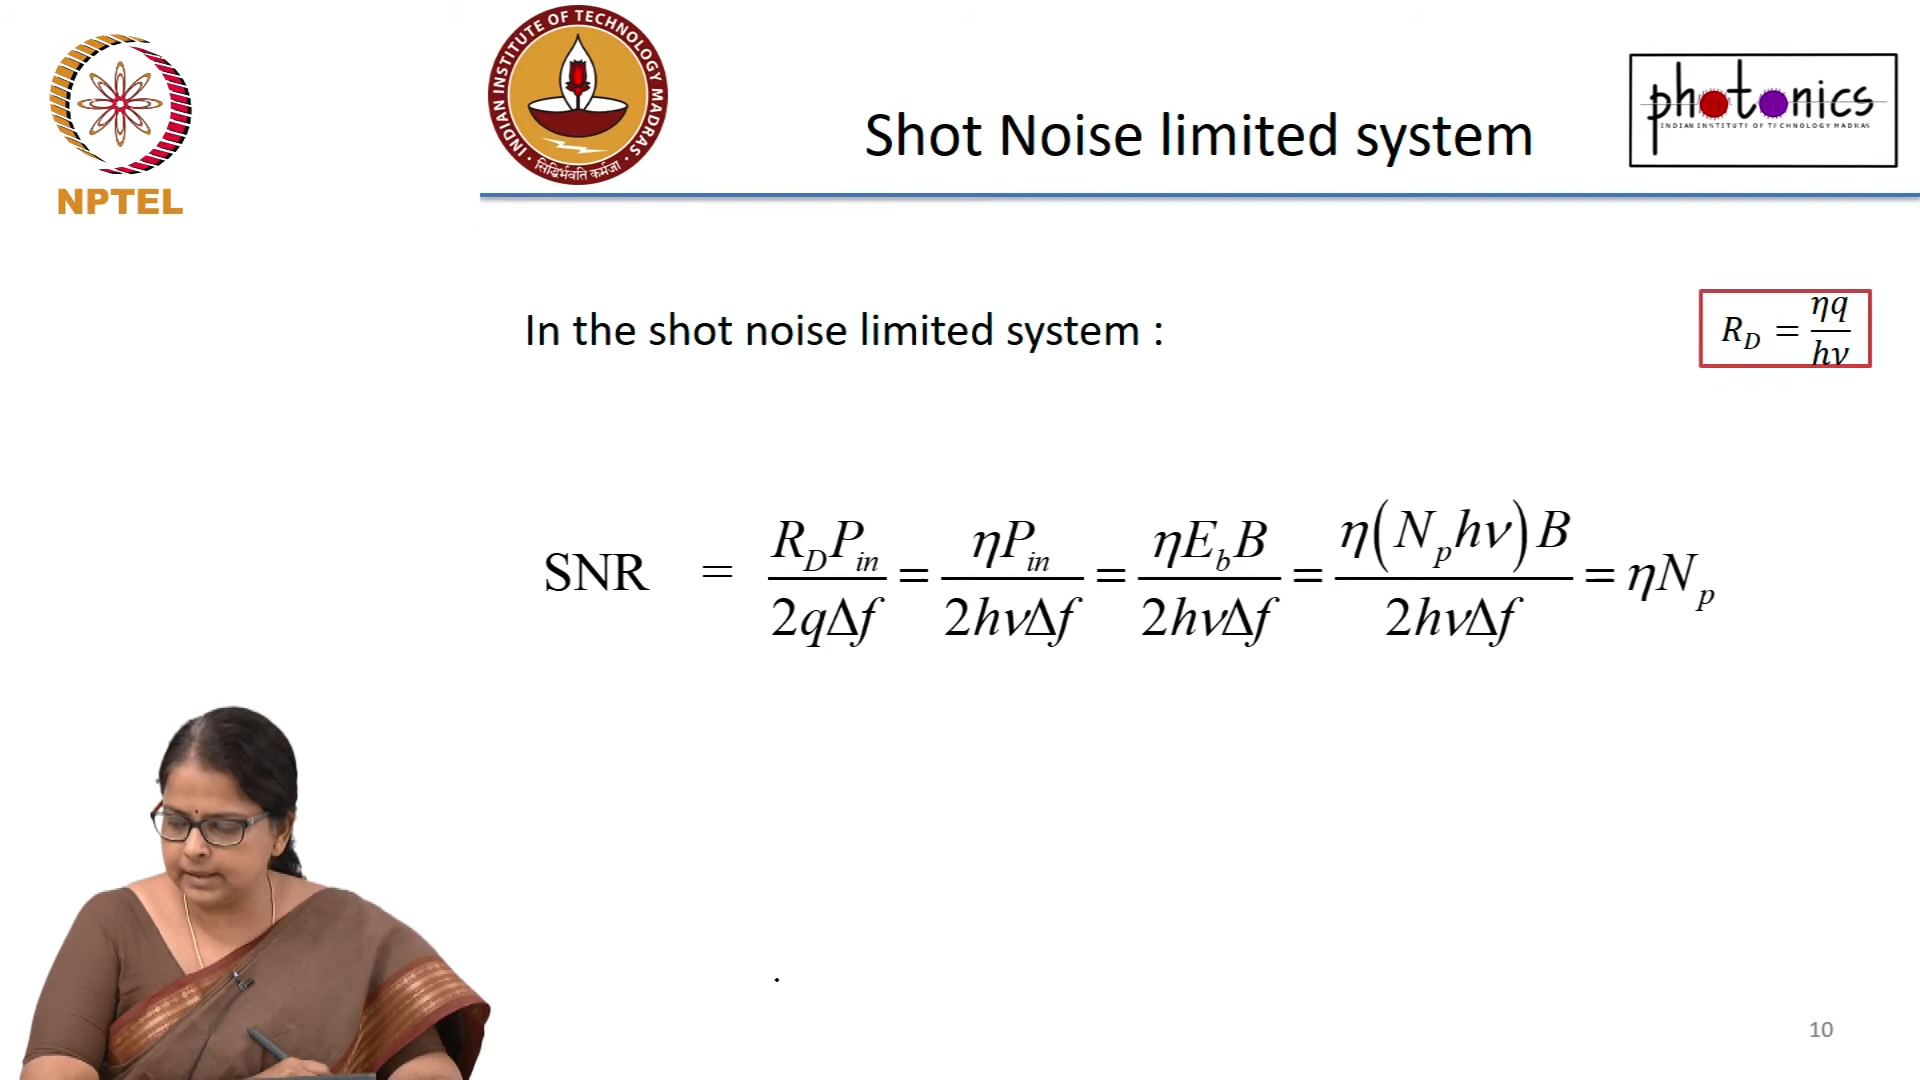 NPTEL
INDIAN INSTITUTE OF TECHNOLOGY MADRAS
सिद्धिर्भवति कर्मजा
Shot Noise limited system
photonics
INDIAN INSTITUTE OF TECHNOLOGY MADRAS
In the shot noise limited system :
R_D = ηq/hν
SNR = R_D P_in / 2qΔf = ηP_in / 2hνΔf = ηE_b B / 2hνΔf = η(N_p hν)B / 2hνΔf = ηN_p
10